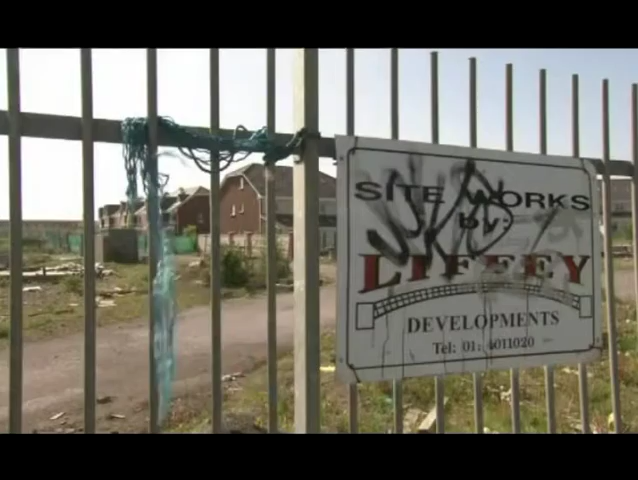 SITE WORKS
by:
LIFFEY
DEVELOPMENTS
Tel: 01: 4011020